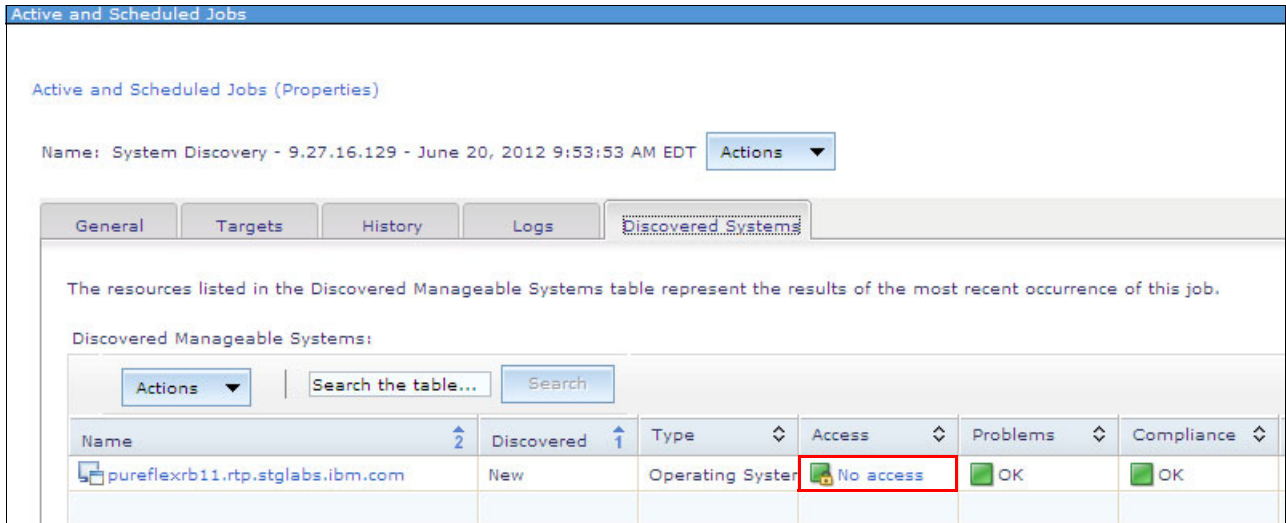 Active and Scheduled Jobs
Active and Scheduled Jobs (Properties)
Name: System Discovery - 9.27.16.129 - June 20, 2012 9:53:53 AM EDT Actions
General Targets History Logs Discovered Systems
The resources listed in the Discovered Manageable Systems table represent the results of the most recent occurrence of this job.
Discovered Manageable Systems:
Actions Search the table... Search
Name 2 Discovered 1 Type Access Problems Compliance
pureflexrb11.rtp.stglabs.ibm.com New Operating System No access OK OK